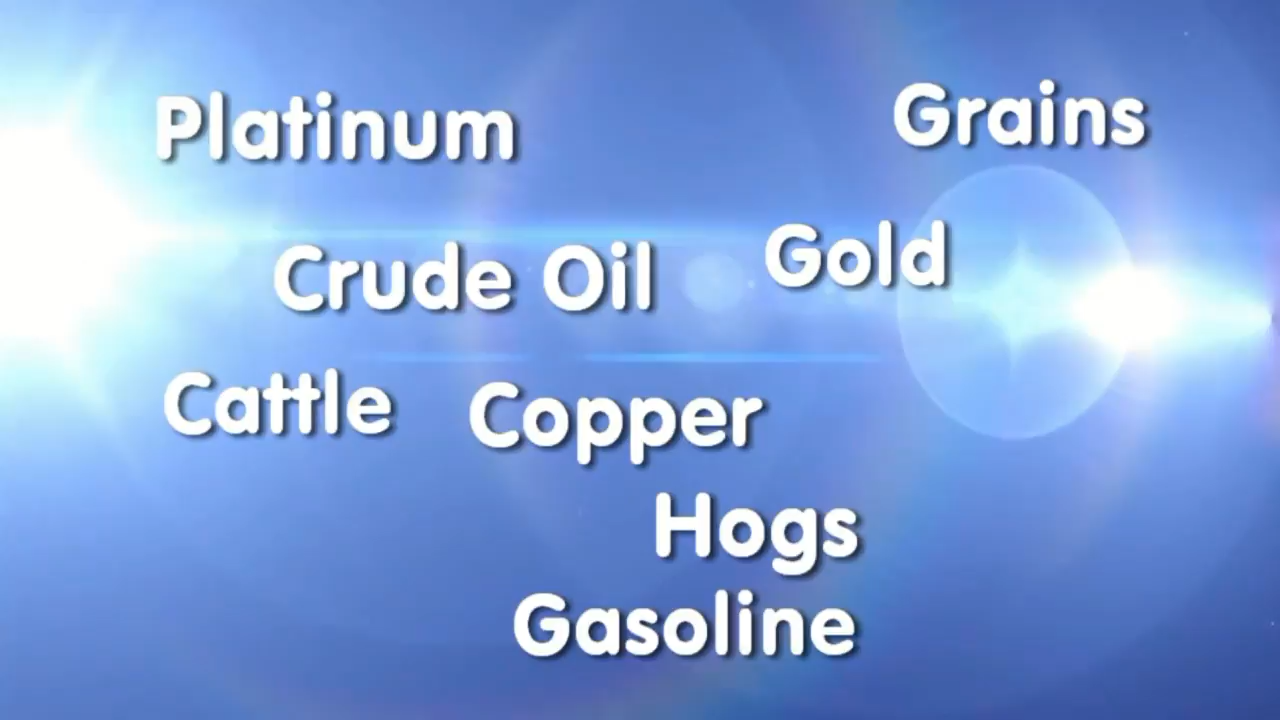 Platinum
Grains
Crude Oil
Gold
Cattle
Copper
Hogs
Gasoline